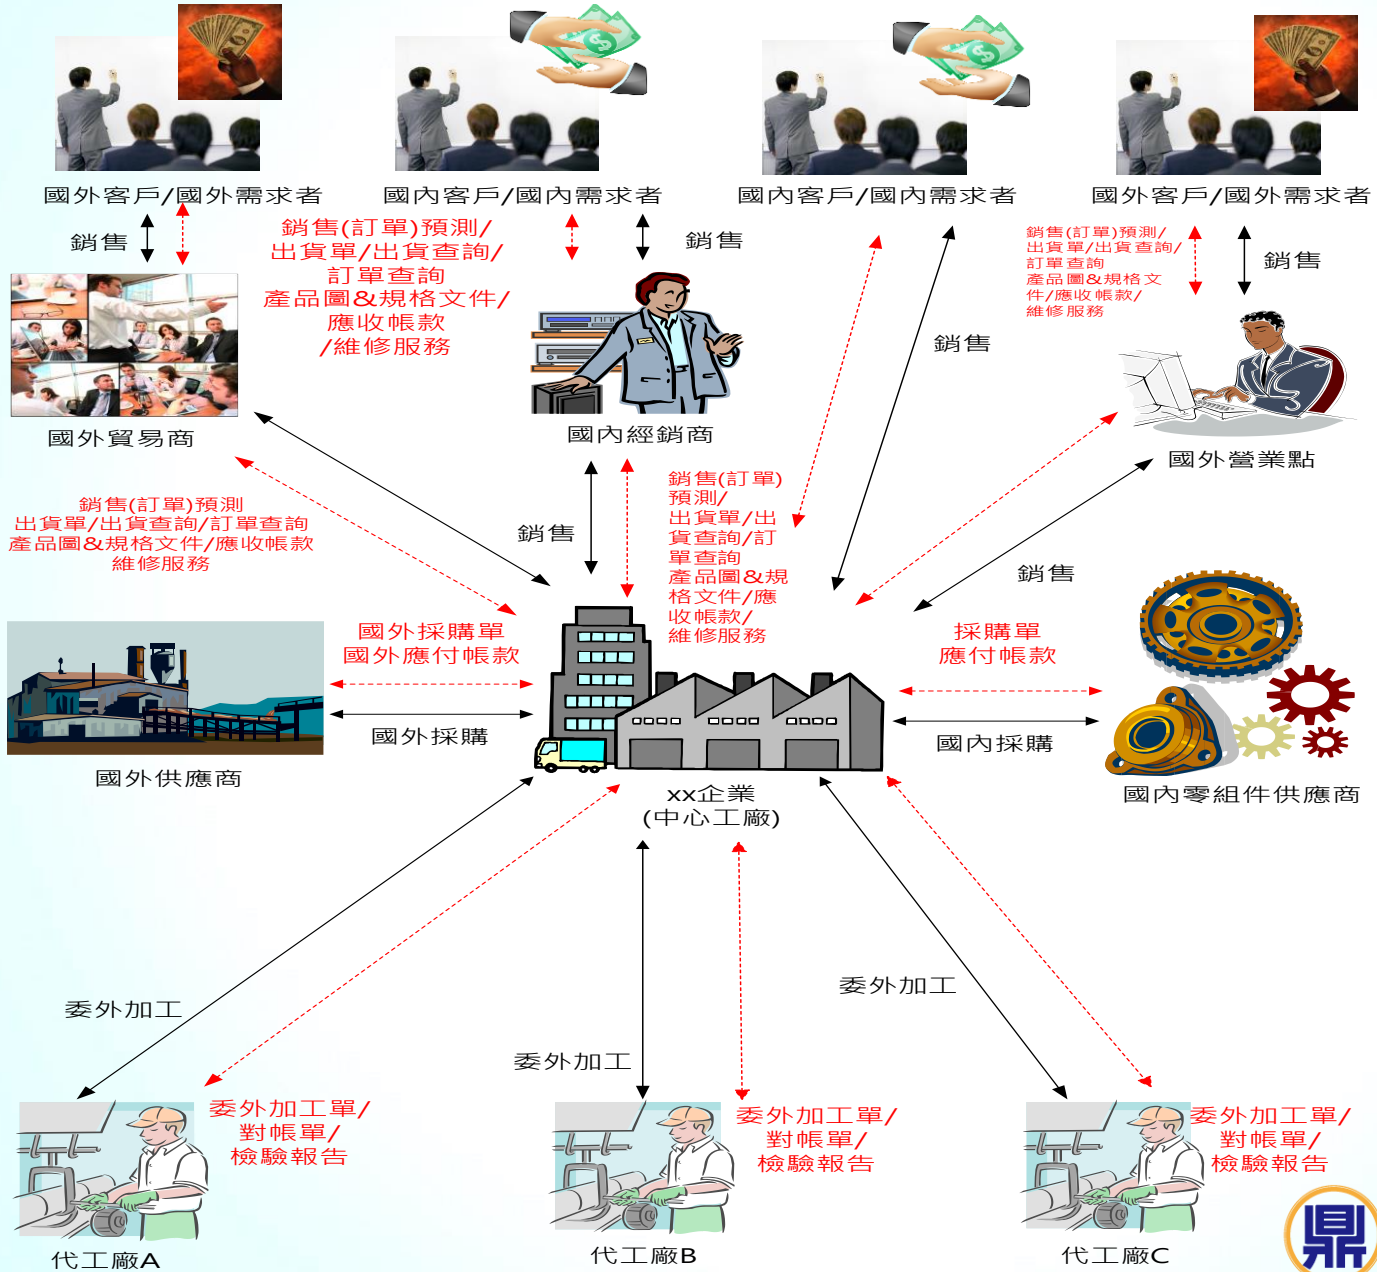 國外客戶/國外需求者
國內客戶/國內需求者
國內客戶/國內需求者
國外客戶/國外需求者
銷售
銷售(訂單)預測/
出貨單/出貨查詢/
訂單查詢
產品圖&規格文件/
應收帳款
/維修服務
銷售
銷售
銷售(訂單)預測/
出貨單/出貨查詢/
訂單查詢
產品圖&規格文
件/應收帳款/
維修服務
銷售
國外貿易商
國內經銷商
國外營業點
銷售(訂單)預測
出貨單/出貨查詢/訂單查詢
產品圖&規格文件/應收帳款
維修服務
銷售
銷售(訂單)
預測/
出貨單/出
貨查詢/訂
單查詢
產品圖&規
格文件/應
收帳款/
維修服務
銷售
國外採購單
國外應付帳款
國外採購
國外供應商
採購單
應付帳款
國內採購
國內零組件供應商
xx企業
(中心工廠)
委外加工
委外加工
委外加工
委外加工單/
對帳單/
檢驗報告
委外加工單/
對帳單/
檢驗報告
委外加工單/
對帳單/
檢驗報告
代工廠A
代工廠B
代工廠C
鼎